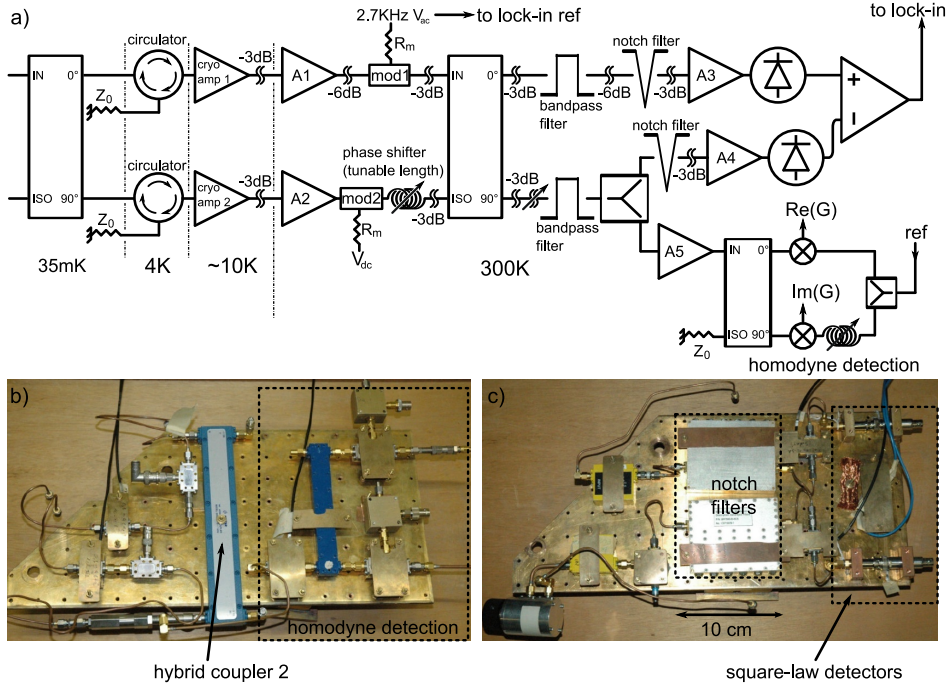 a)
2.7KHz Vac
to lock-in ref
to lock-in
circulator
-3dB
Rm
notch filter
IN 0°
cryo amp 1
A1
-6dB
mod1
-3dB
IN 0°
-3dB
bandpass filter
-6dB
-3dB
A3
+
−
Z0
circulator
-3dB
phase shifter (tunable length)
notch filter
-3dB
A4
ISO 90°
cryo amp 2
A2
mod2
-3dB
ISO 90°
-3dB
bandpass filter
Z0
Rm
Vdc
A5
Re(G)
ref
IN 0°
Im(G)
ISO 90°
Z0
homodyne detection
35mK
4K
~10K
300K
b)
homodyne detection
hybrid coupler 2
c)
notch filters
10 cm
square-law detectors